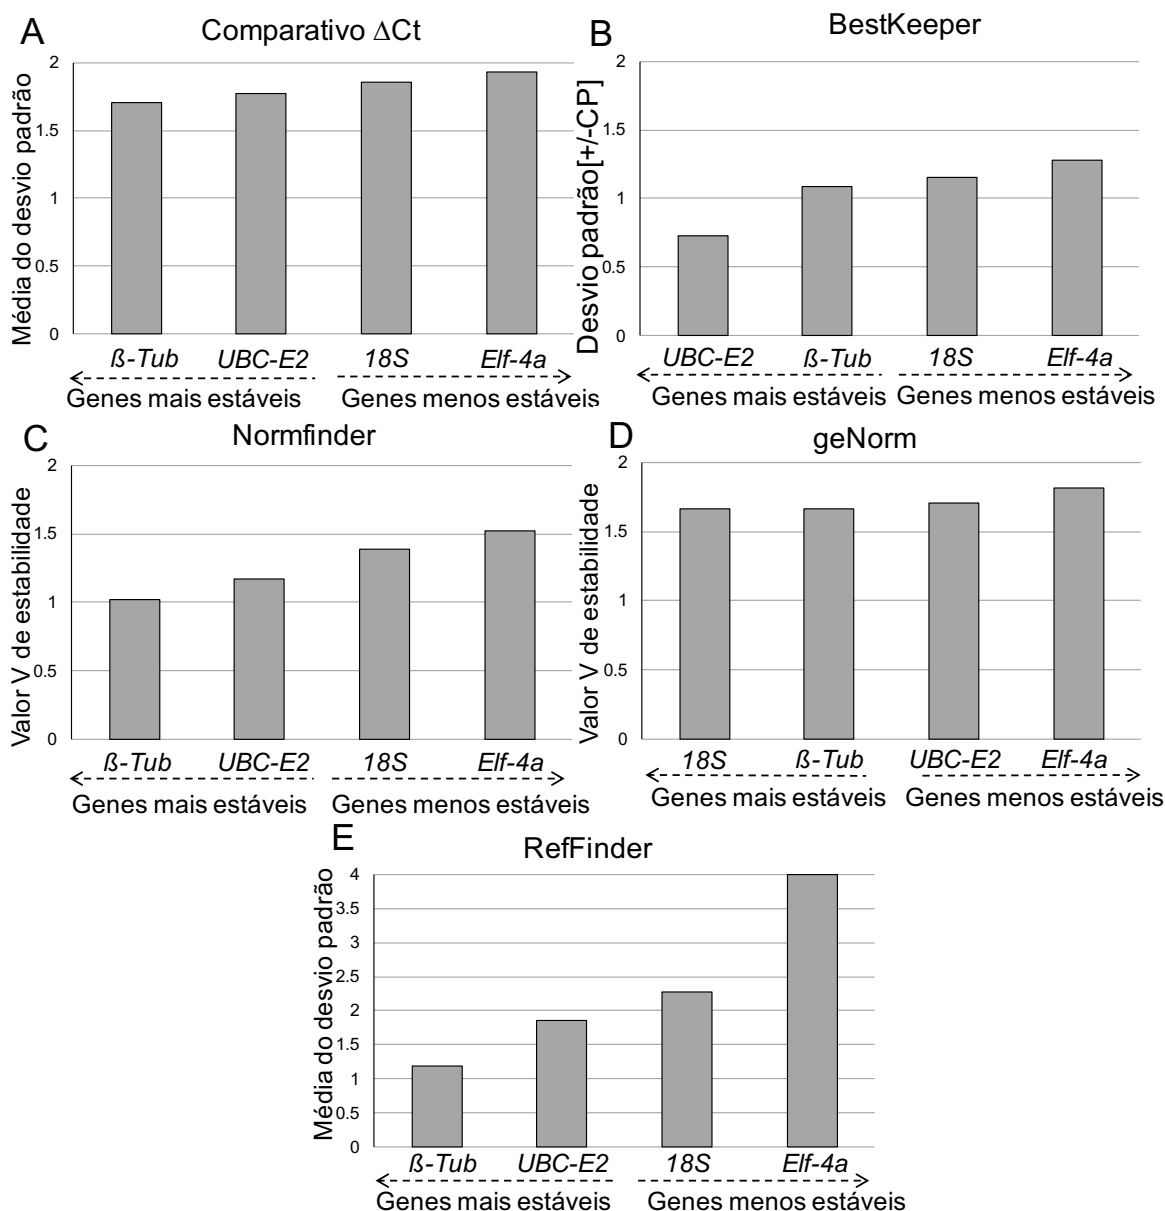 A
Comparativo ∆Ct
Média do desvio padrão
2
1.5
1
0.5
0
ß-Tub UBC-E2 18S Elf-4a
Genes mais estáveis Genes menos estáveis
B
BestKeeper
Desvio padrão[+/-CP]
2
1.5
1
0.5
0
UBC-E2 ß-Tub 18S Elf-4a
Genes mais estáveis Genes menos estáveis
C
Normfinder
Valor V de estabilidade
2
1.5
1
0.5
0
ß-Tub UBC-E2 18S Elf-4a
Genes mais estáveis Genes menos estáveis
D
geNorm
Valor V de estabilidade
2
1.5
1
0.5
0
18S ß-Tub UBC-E2 Elf-4a
Genes mais estáveis Genes menos estáveis
E
RefFinder
Média do desvio padrão
4
3.5
3
2.5
2
1.5
1
0.5
0
ß-Tub UBC-E2 18S Elf-4a
Genes mais estáveis Genes menos estáveis